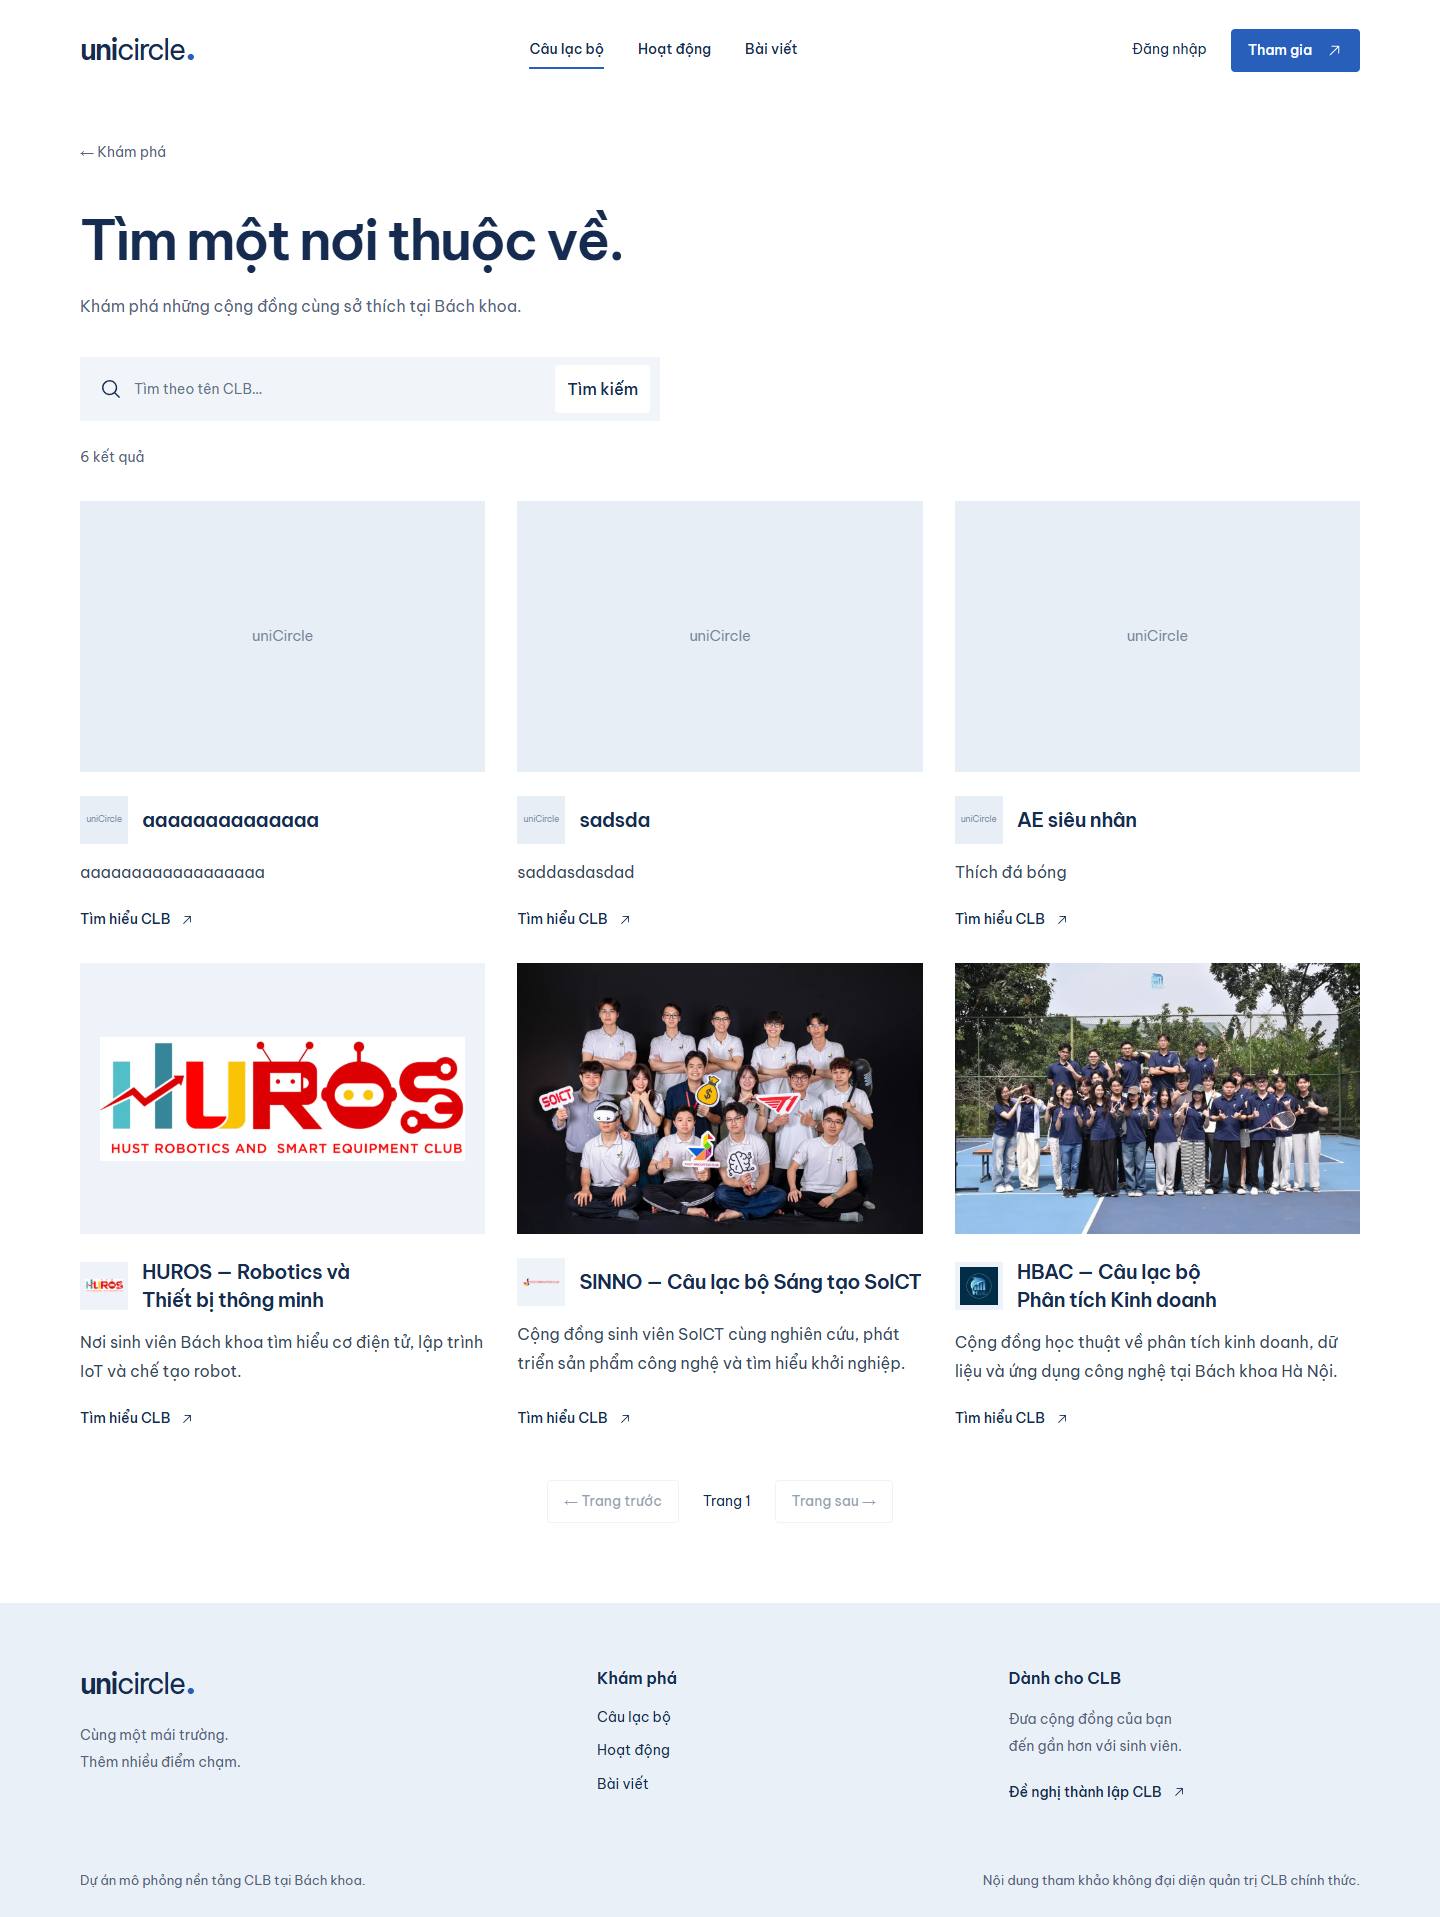 unicircle.
Câu lạc bộ
Hoạt động
Bài viết
Đăng nhập
Tham gia ↗
← Khám phá
Tìm một nơi thuộc về.
Khám phá những cộng đồng cùng sở thích tại Bách khoa.
Tìm theo tên CLB...
Tìm kiếm
6 kết quả
uniCircle
uniCircle
uniCircle
uniCircle
aaaaaaaaaaaaaa
aaaaaaaaaaaaaaaaaa
Tìm hiểu CLB ↗
uniCircle
sadsda
saddasdasdad
Tìm hiểu CLB ↗
uniCircle
AE siêu nhân
Thích đá bóng
Tìm hiểu CLB ↗
HUROS
HUST ROBOTICS AND SMART EQUIPMENT CLUB
SOICT
T1
HUROS
HUROS — Robotics và
Thiết bị thông minh
Nơi sinh viên Bách khoa tìm hiểu cơ điện tử, lập trình
IoT và chế tạo robot.
Tìm hiểu CLB ↗
SINNO — Câu lạc bộ Sáng tạo SoICT
Cộng đồng sinh viên SoICT cùng nghiên cứu, phát
triển sản phẩm công nghệ và tìm hiểu khởi nghiệp.
Tìm hiểu CLB ↗
HBAC — Câu lạc bộ
Phân tích Kinh doanh
Cộng đồng học thuật về phân tích kinh doanh, dữ
liệu và ứng dụng công nghệ tại Bách khoa Hà Nội.
Tìm hiểu CLB ↗
← Trang trước
Trang 1
Trang sau →
unicircle.
Cùng một mái trường.
Thêm nhiều điểm chạm.
Khám phá
Câu lạc bộ
Hoạt động
Bài viết
Dành cho CLB
Đưa cộng đồng của bạn
đến gần hơn với sinh viên.
Đề nghị thành lập CLB ↗
Dự án mô phỏng nền tảng CLB tại Bách khoa.
Nội dung tham khảo không đại diện quản trị CLB chính thức.